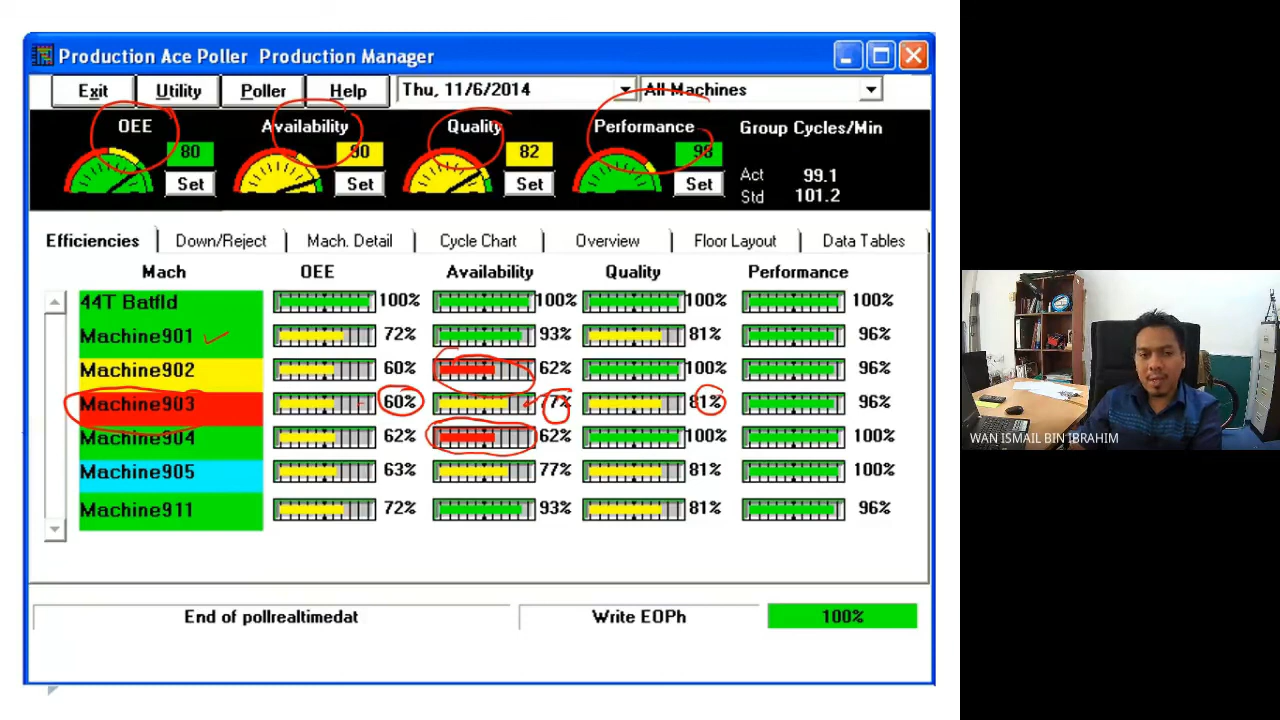 Production Ace Poller Production Manager
Exit Utility Poller Help Thu, 11/6/2014 All Machines
OEE Availability Quality Performance Group Cycles/Min
80 90 82 98
Set Set Set Set
Act 99.1
Std 101.2
Efficiencies Down/Reject Mach. Detail Cycle Chart Overview Floor Layout Data Tables
Mach OEE Availability Quality Performance
44T Batfld 100% 100% 100% 100%
Machine901 72% 93% 81% 96%
Machine902 60% 62% 100% 96%
Machine903 60% 77% 81% 96%
Machine904 62% 62% 100% 100%
Machine905 63% 77% 81% 100%
Machine911 72% 93% 81% 96%
End of pollrealtimedat Write EOPh 100%
WAN ISMAIL BIN IBRAHIM